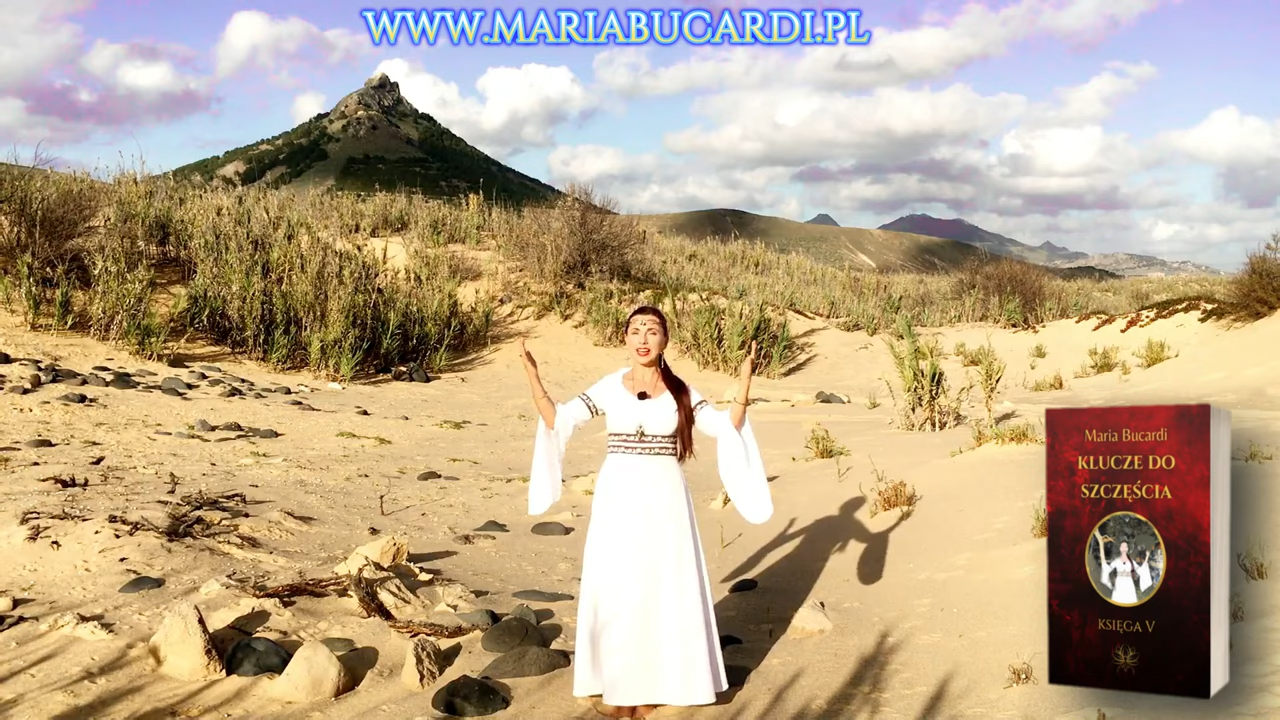 WWW.MARIABUCARDI.PL
Maria Bucardi
KLUCZE DO
SZCZĘŚCIA
KSIĘGA V